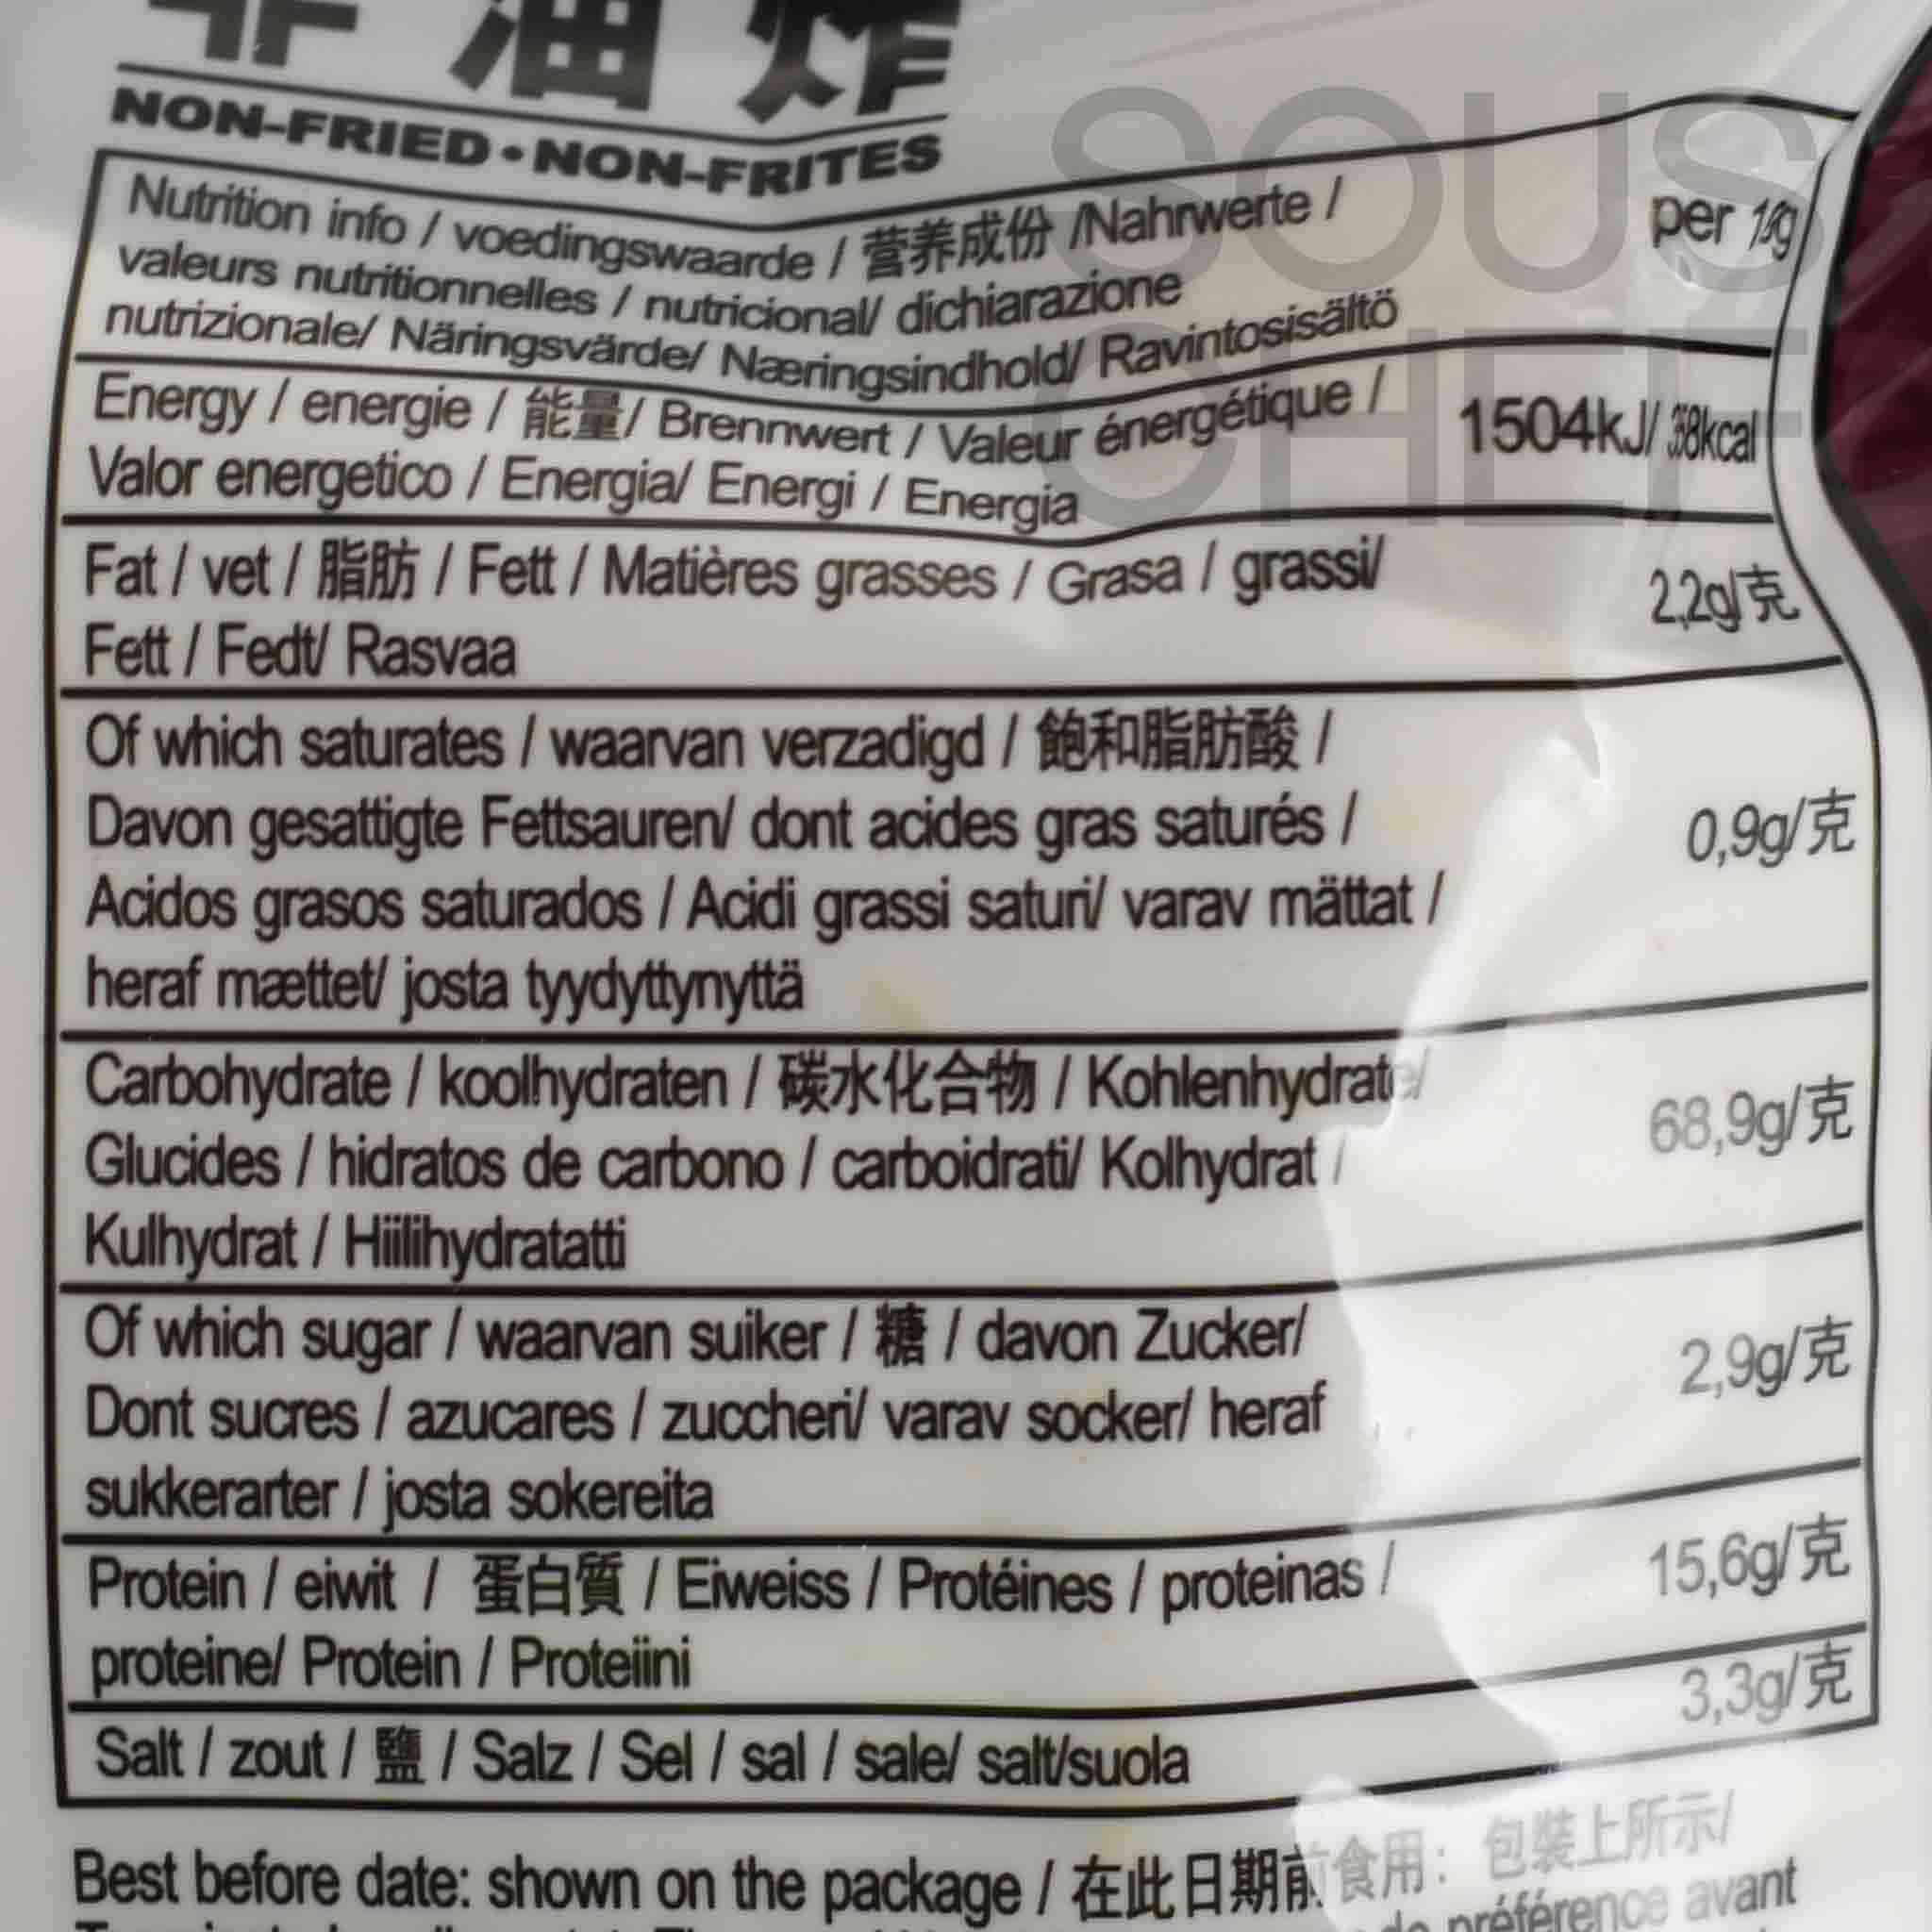 非油炸
NON-FRIED•NON-FRITES
SOUS
CHEF
Nutrition info / voedingswaarde / 营养成份 /Nahrwerte /
valeurs nutritionnelles / nutricional/ dichiarazione
nutrizionale/ Näringsvärde/ Næringsindhold/ Ravintosisältö
per
Energy / energie / 能量/ Brennwert / Valeur énergétique /
Valor energetico / Energia/ Energi / Energia
1504kJ/
Fat / vet / 脂肪 / Fett / Matières grasses / Grasa / grassi/
Fett / Fedt/ Rasvaa
2,2g/克
Of which saturates / waarvan verzadigd / 飽和脂肪酸 /
Davon gesattigte Fettsauren/ dont acides gras saturés /
Acidos grasos saturados / Acidi grassi saturi/ varav mättat /
heraf mættet/ josta tyydyttynyttä
0,9g/克
Carbohydrate / koolhydraten / 碳水化合物 / Kohlenhydrate/
Glucides / hidratos de carbono / carboidrati/ Kolhydrat /
Kulhydrat / Hiilihydratatti
68,9g/克
Of which sugar / waarvan suiker / 糖 / davon Zucker/
Dont sucres / azucares / zuccheri/ varav socker/ heraf
sukkerarter / josta sokereita
2,9g/克
Protein / eiwit / 蛋白質 / Eiweiss / Protéines / proteinas /
proteine/ Protein / Proteiini
15,6g/克
Salt / zout / 鹽 / Salz / Sel / sal / sale/ salt/suola
3,3g/克
Best before date: shown on the package / 在此日期前食用：包裝上所示/
de préférence avant